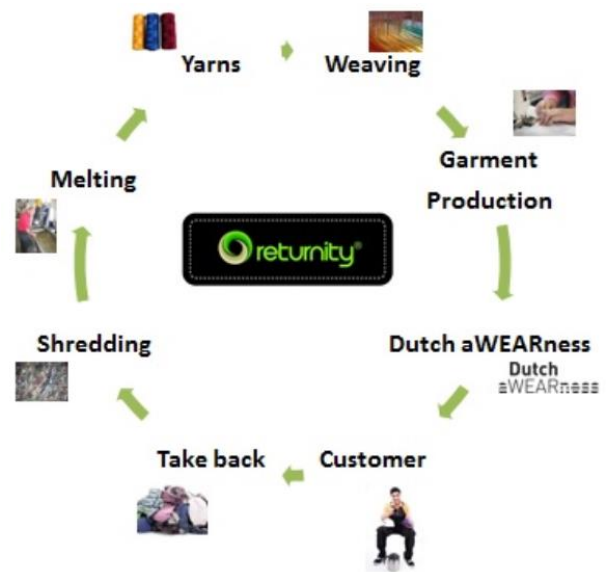 Yarns
Weaving
Garment
Production
Dutch aWEARness
Dutch
aWEARness
Customer
Take back
Shredding
Melting
returnity®